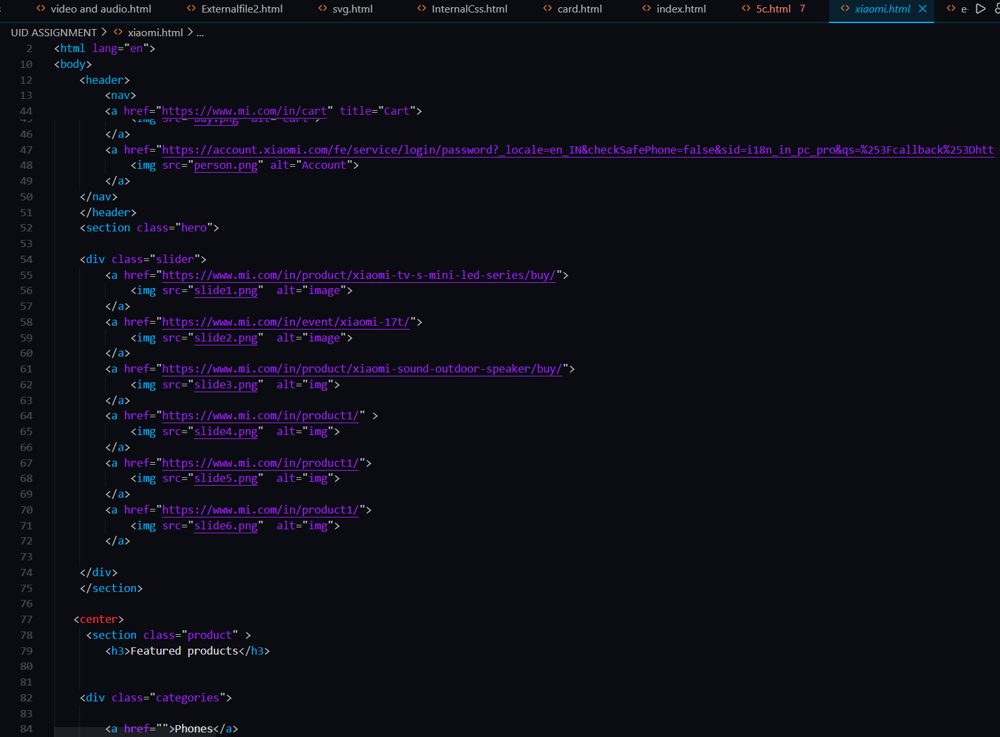 video and audio.html Externalfile2.html svg.html InternalCss.html card.html index.html 5c.html 7 xiaomi.html e
UID ASSIGNMENT > xiaomi.html > ...
2 <html lang="en">
10 <body>
12 <header>
13 <nav>
44 <a href="https://www.mi.com/in/cart" title="Cart">
45 <img src="buy.png" alt="Cart">
46 </a>
47 <a href="https://account.xiaomi.com/fe/service/login/password?_locale=en_IN&checkSafePhone=false&sid=i18n_in_pc_pro&qs=%253Fcallback%253Dhtt
48 <img src="person.png" alt="Account">
49 </a>
50 </nav>
51 </header>
52 <section class="hero">
53
54 <div class="slider">
55 <a href="https://www.mi.com/in/product/xiaomi-tv-s-mini-led-series/buy/">
56 <img src="slide1.png"  alt="image">
57 </a>
58 <a href="https://www.mi.com/in/event/xiaomi-17t/">
59 <img src="slide2.png"  alt="image">
60 </a>
61 <a href="https://www.mi.com/in/product/xiaomi-sound-outdoor-speaker/buy/">
62 <img src="slide3.png"  alt="img">
63 </a>
64 <a href="https://www.mi.com/in/product1/" >
65 <img src="slide4.png"  alt="img">
66 </a>
67 <a href="https://www.mi.com/in/product1/">
68 <img src="slide5.png"  alt="img">
69 </a>
70 <a href="https://www.mi.com/in/product1/">
71 <img src="slide6.png"  alt="img">
72 </a>
73
74 </div>
75 </section>
76
77 <center>
78 <section class="product" >
79 <h3>Featured products</h3>
80
81
82 <div class="categories">
83
84 <a href="">Phones</a>